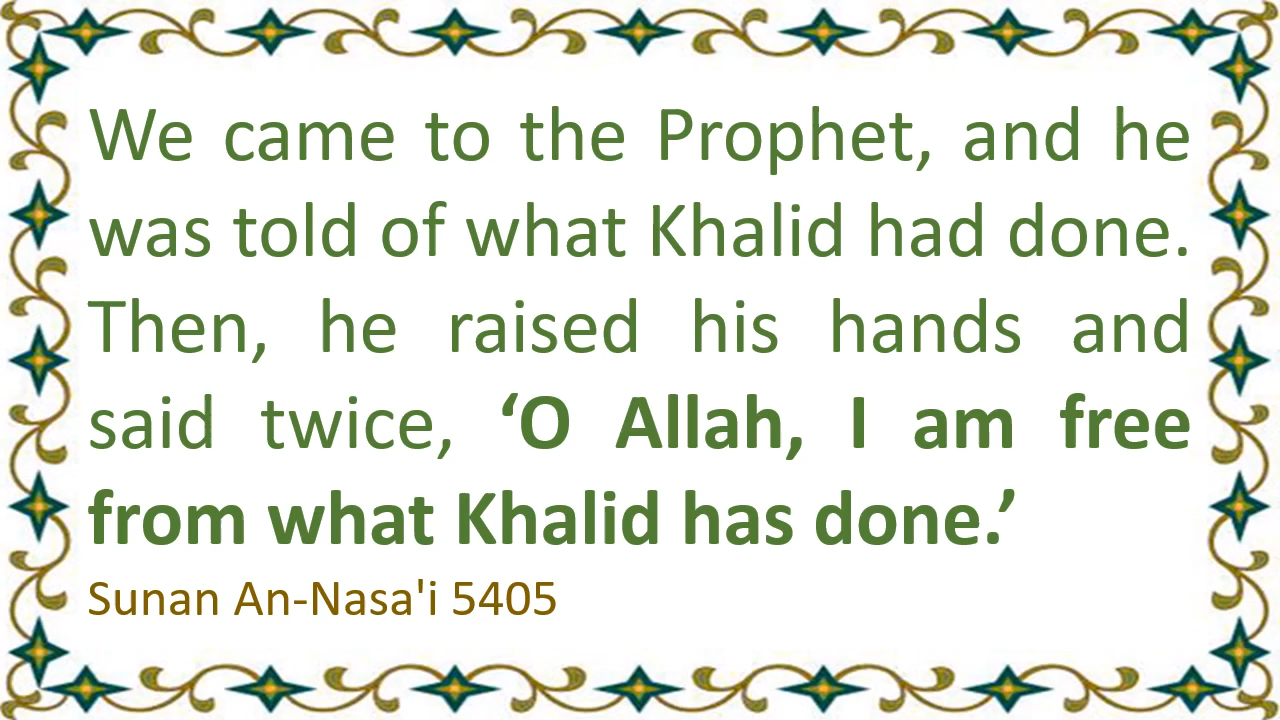 We came to the Prophet, and he
was told of what Khalid had done.
Then, he raised his hands and
said twice, ‘O Allah, I am free
from what Khalid has done.’
Sunan An-Nasa'i 5405